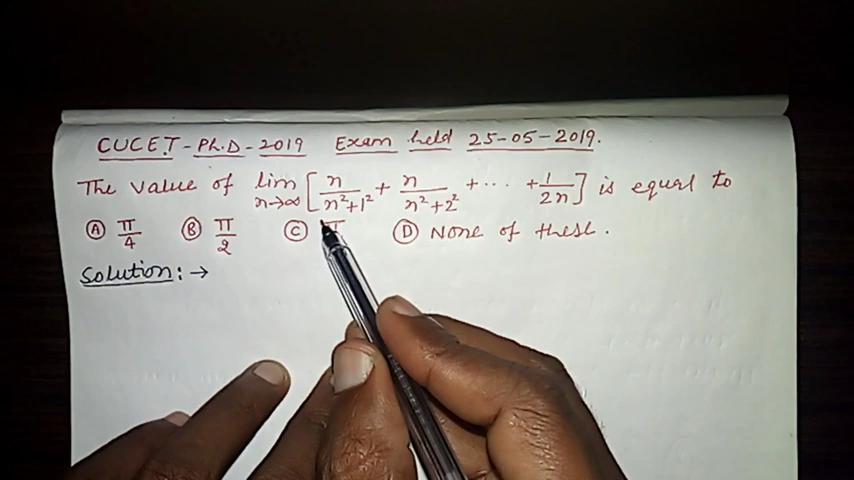 CUCET-Ph.D-2019 Exam held 25-05-2019.
The value of lim n→∞ [ n/(n²+1²) + n/(n²+2²) + ... + 1/2n ] is equal to
(A) π/4 (B) π/2 (C) (D) None of these.
Solution: →